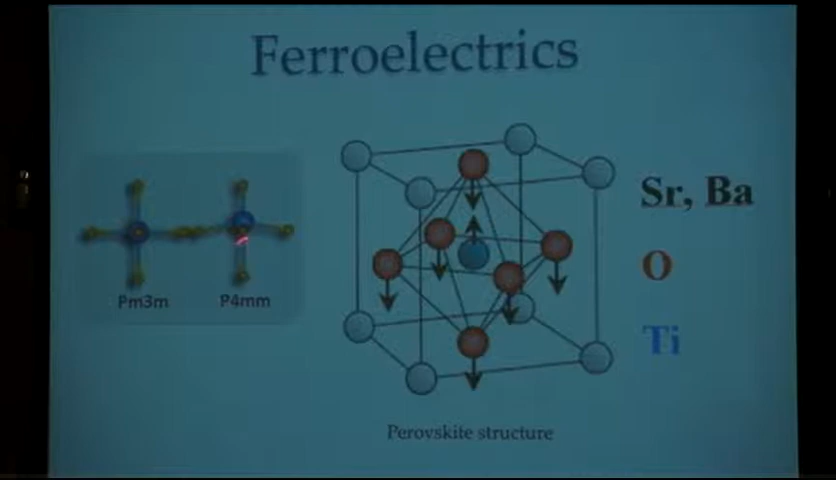 Ferroelectrics
Pm3m
P4mm
Sr, Ba
O
Ti
Perovskite structure